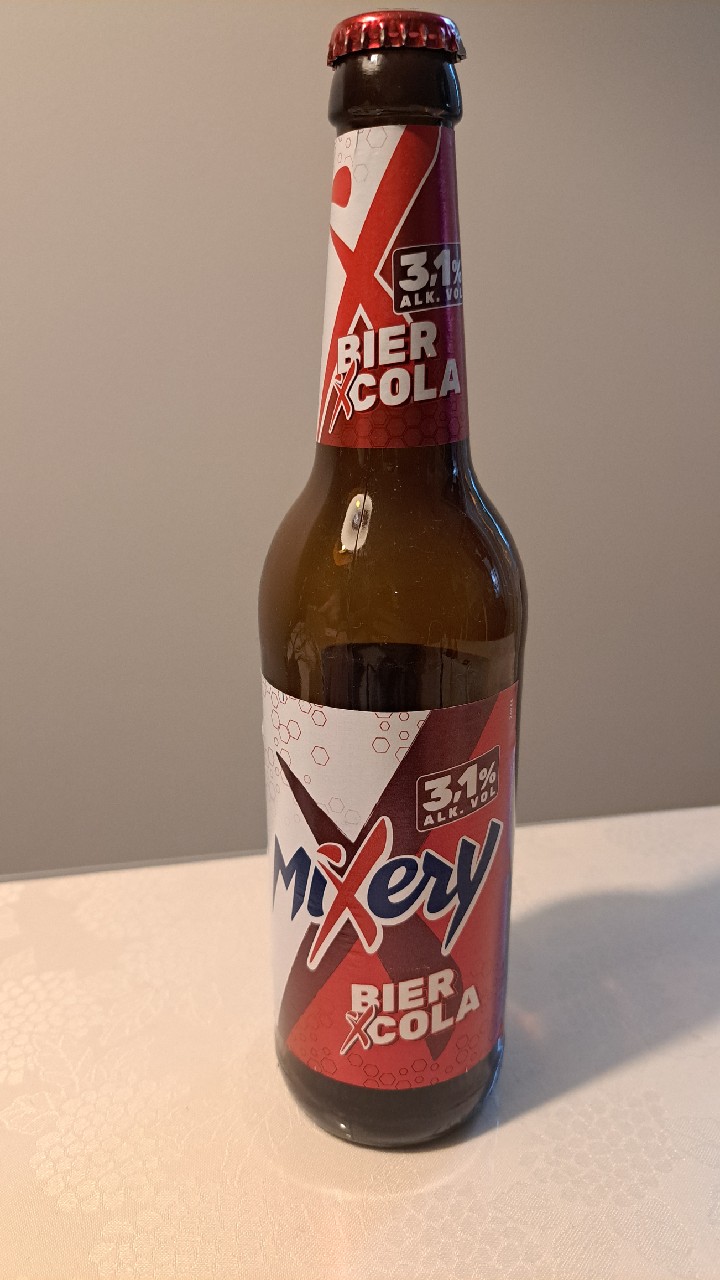 3,1%
ALK. VOL
BIER
X COLA
3,1%
ALK. VOL
MiXery
BIER
X COLA